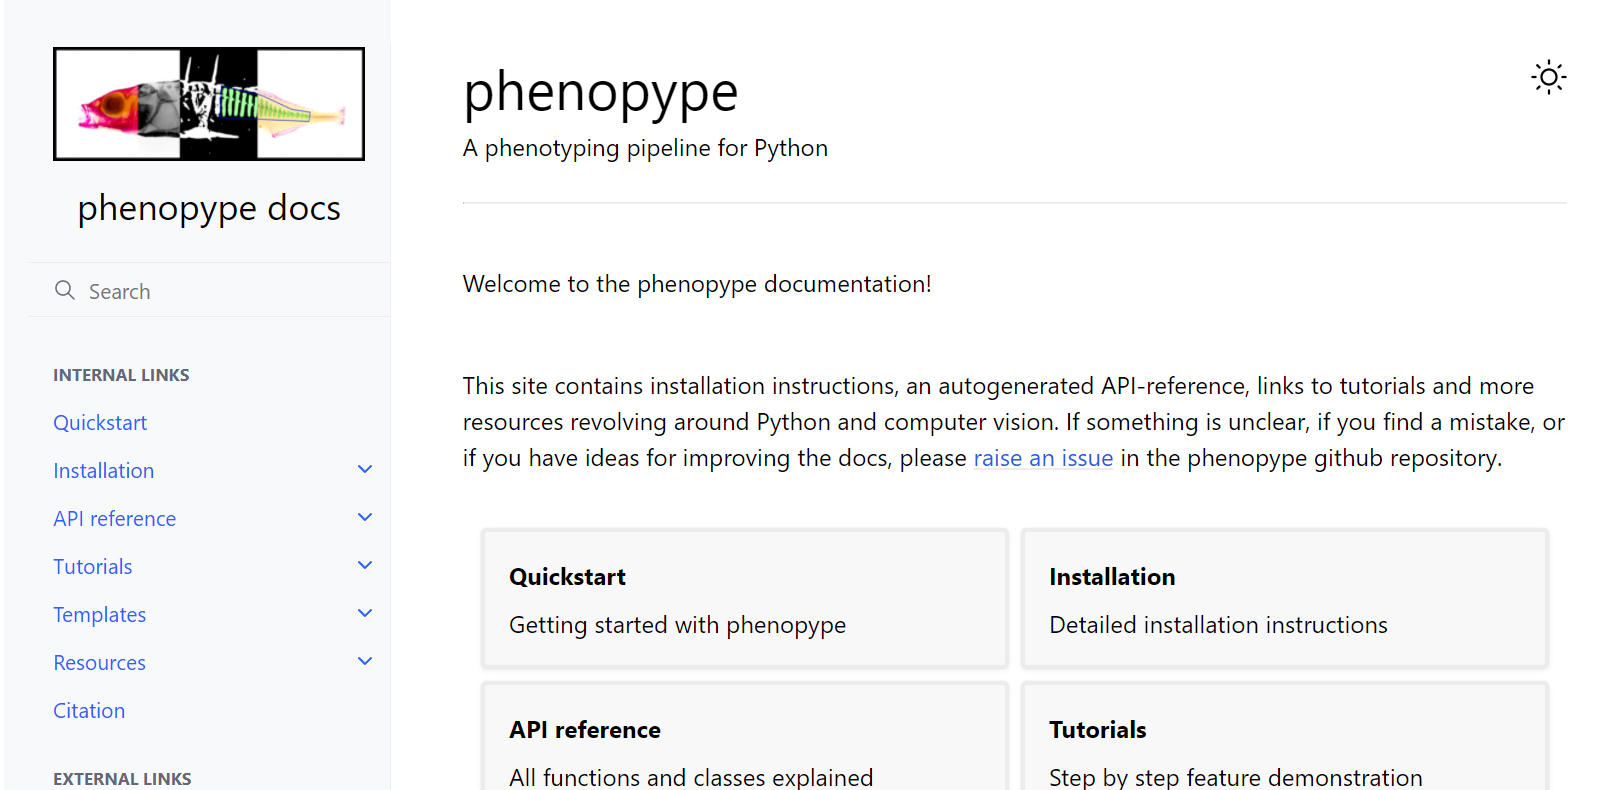 phenopype docs
Search
INTERNAL LINKS
Quickstart
Installation
API reference
Tutorials
Templates
Resources
Citation
EXTERNAL LINKS
phenopype
A phenotyping pipeline for Python
Welcome to the phenopype documentation!
This site contains installation instructions, an autogenerated API-reference, links to tutorials and more
resources revolving around Python and computer vision. If something is unclear, if you find a mistake, or
if you have ideas for improving the docs, please raise an issue in the phenopype github repository.
Quickstart
Getting started with phenopype
Installation
Detailed installation instructions
API reference
All functions and classes explained
Tutorials
Step by step feature demonstration